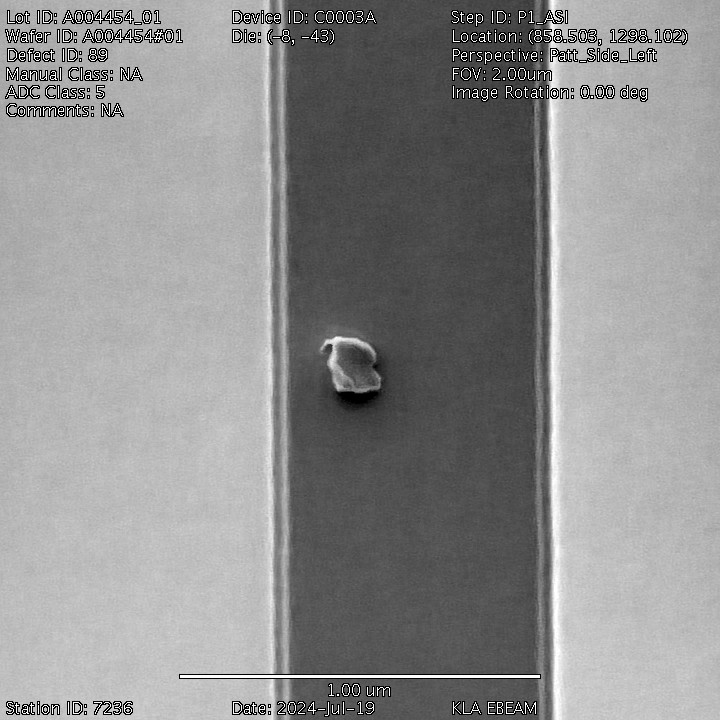 Lot ID: A004454_01 Device ID: C0003A Step ID: P1_ASI
Wafer ID: A004454#01 Die: (-8, -43) Location: (858.503, 1298.102)
Defect ID: 89 Perspective: Patt_Side_Left
Manual Class: NA FOV: 2.00um
ADC Class: 5 Image Rotation: 0.00 deg
Comments: NA
1.00 um
Station ID: 7236 Date: 2024-Jul-19 KLA EBEAM